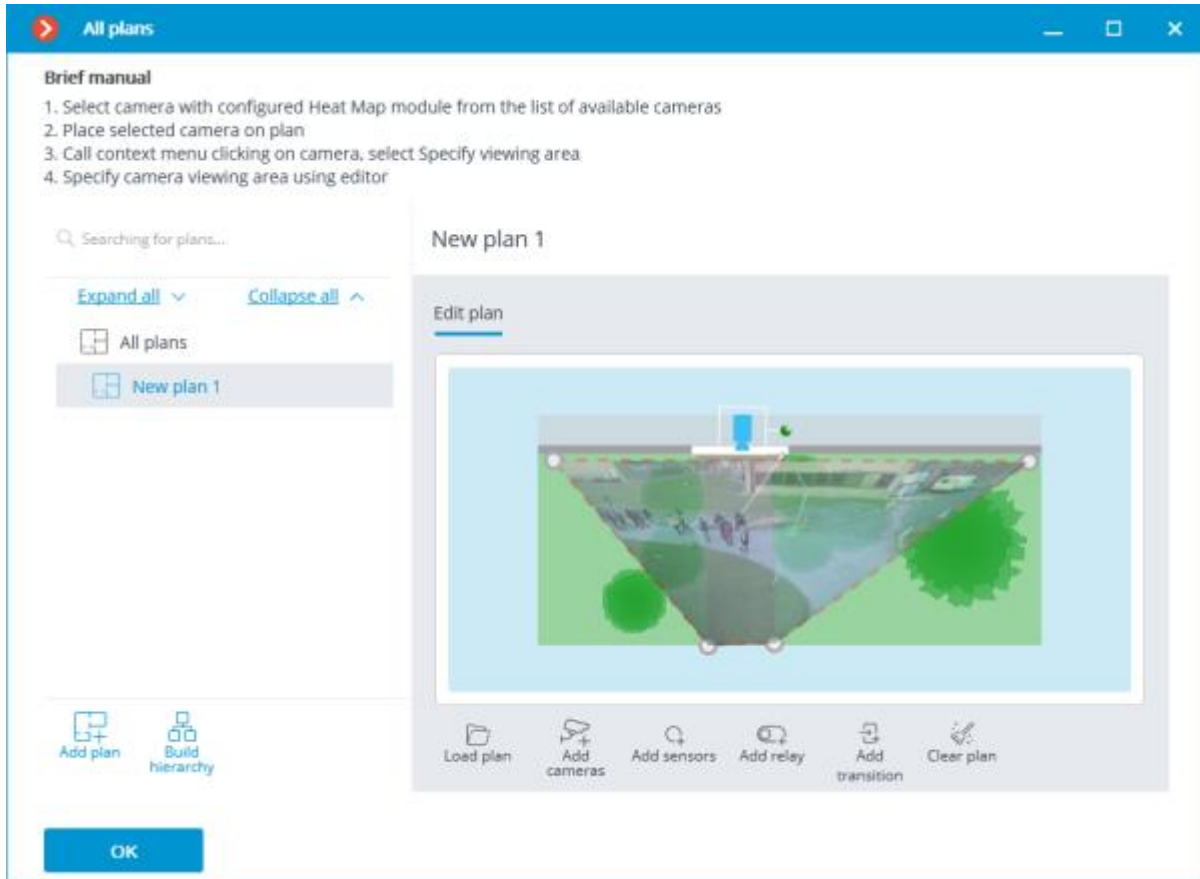 All plans
Brief manual
1. Select camera with configured Heat Map module from the list of available cameras
2. Place selected camera on plan
3. Call context menu clicking on camera, select Specify viewing area
4. Specify camera viewing area using editor
Searching for plans...
New plan 1
Expand all
Collapse all
Edit plan
All plans
New plan 1
Add plan
Build
hierarchy
Load plan
Add
cameras
Add sensors
Add relay
Add
transition
Clear plan
OK